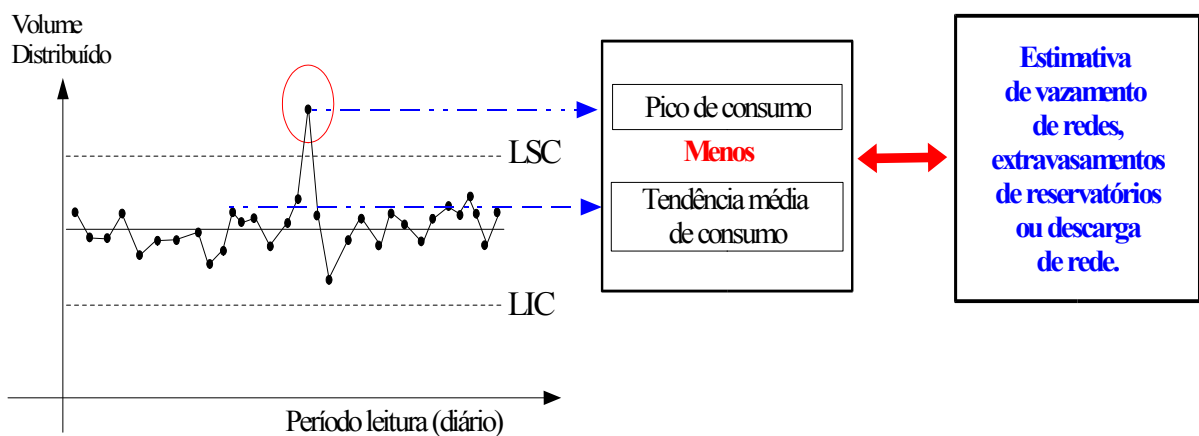 Volume
Distribuído
LSC
LIC
Período leitura (diário)
Pico de consumo
Menos
Tendência média
de consumo
Estimativa
de vazamento
de redes,
extravasamentos
de reservatórios
ou descarga
de rede.